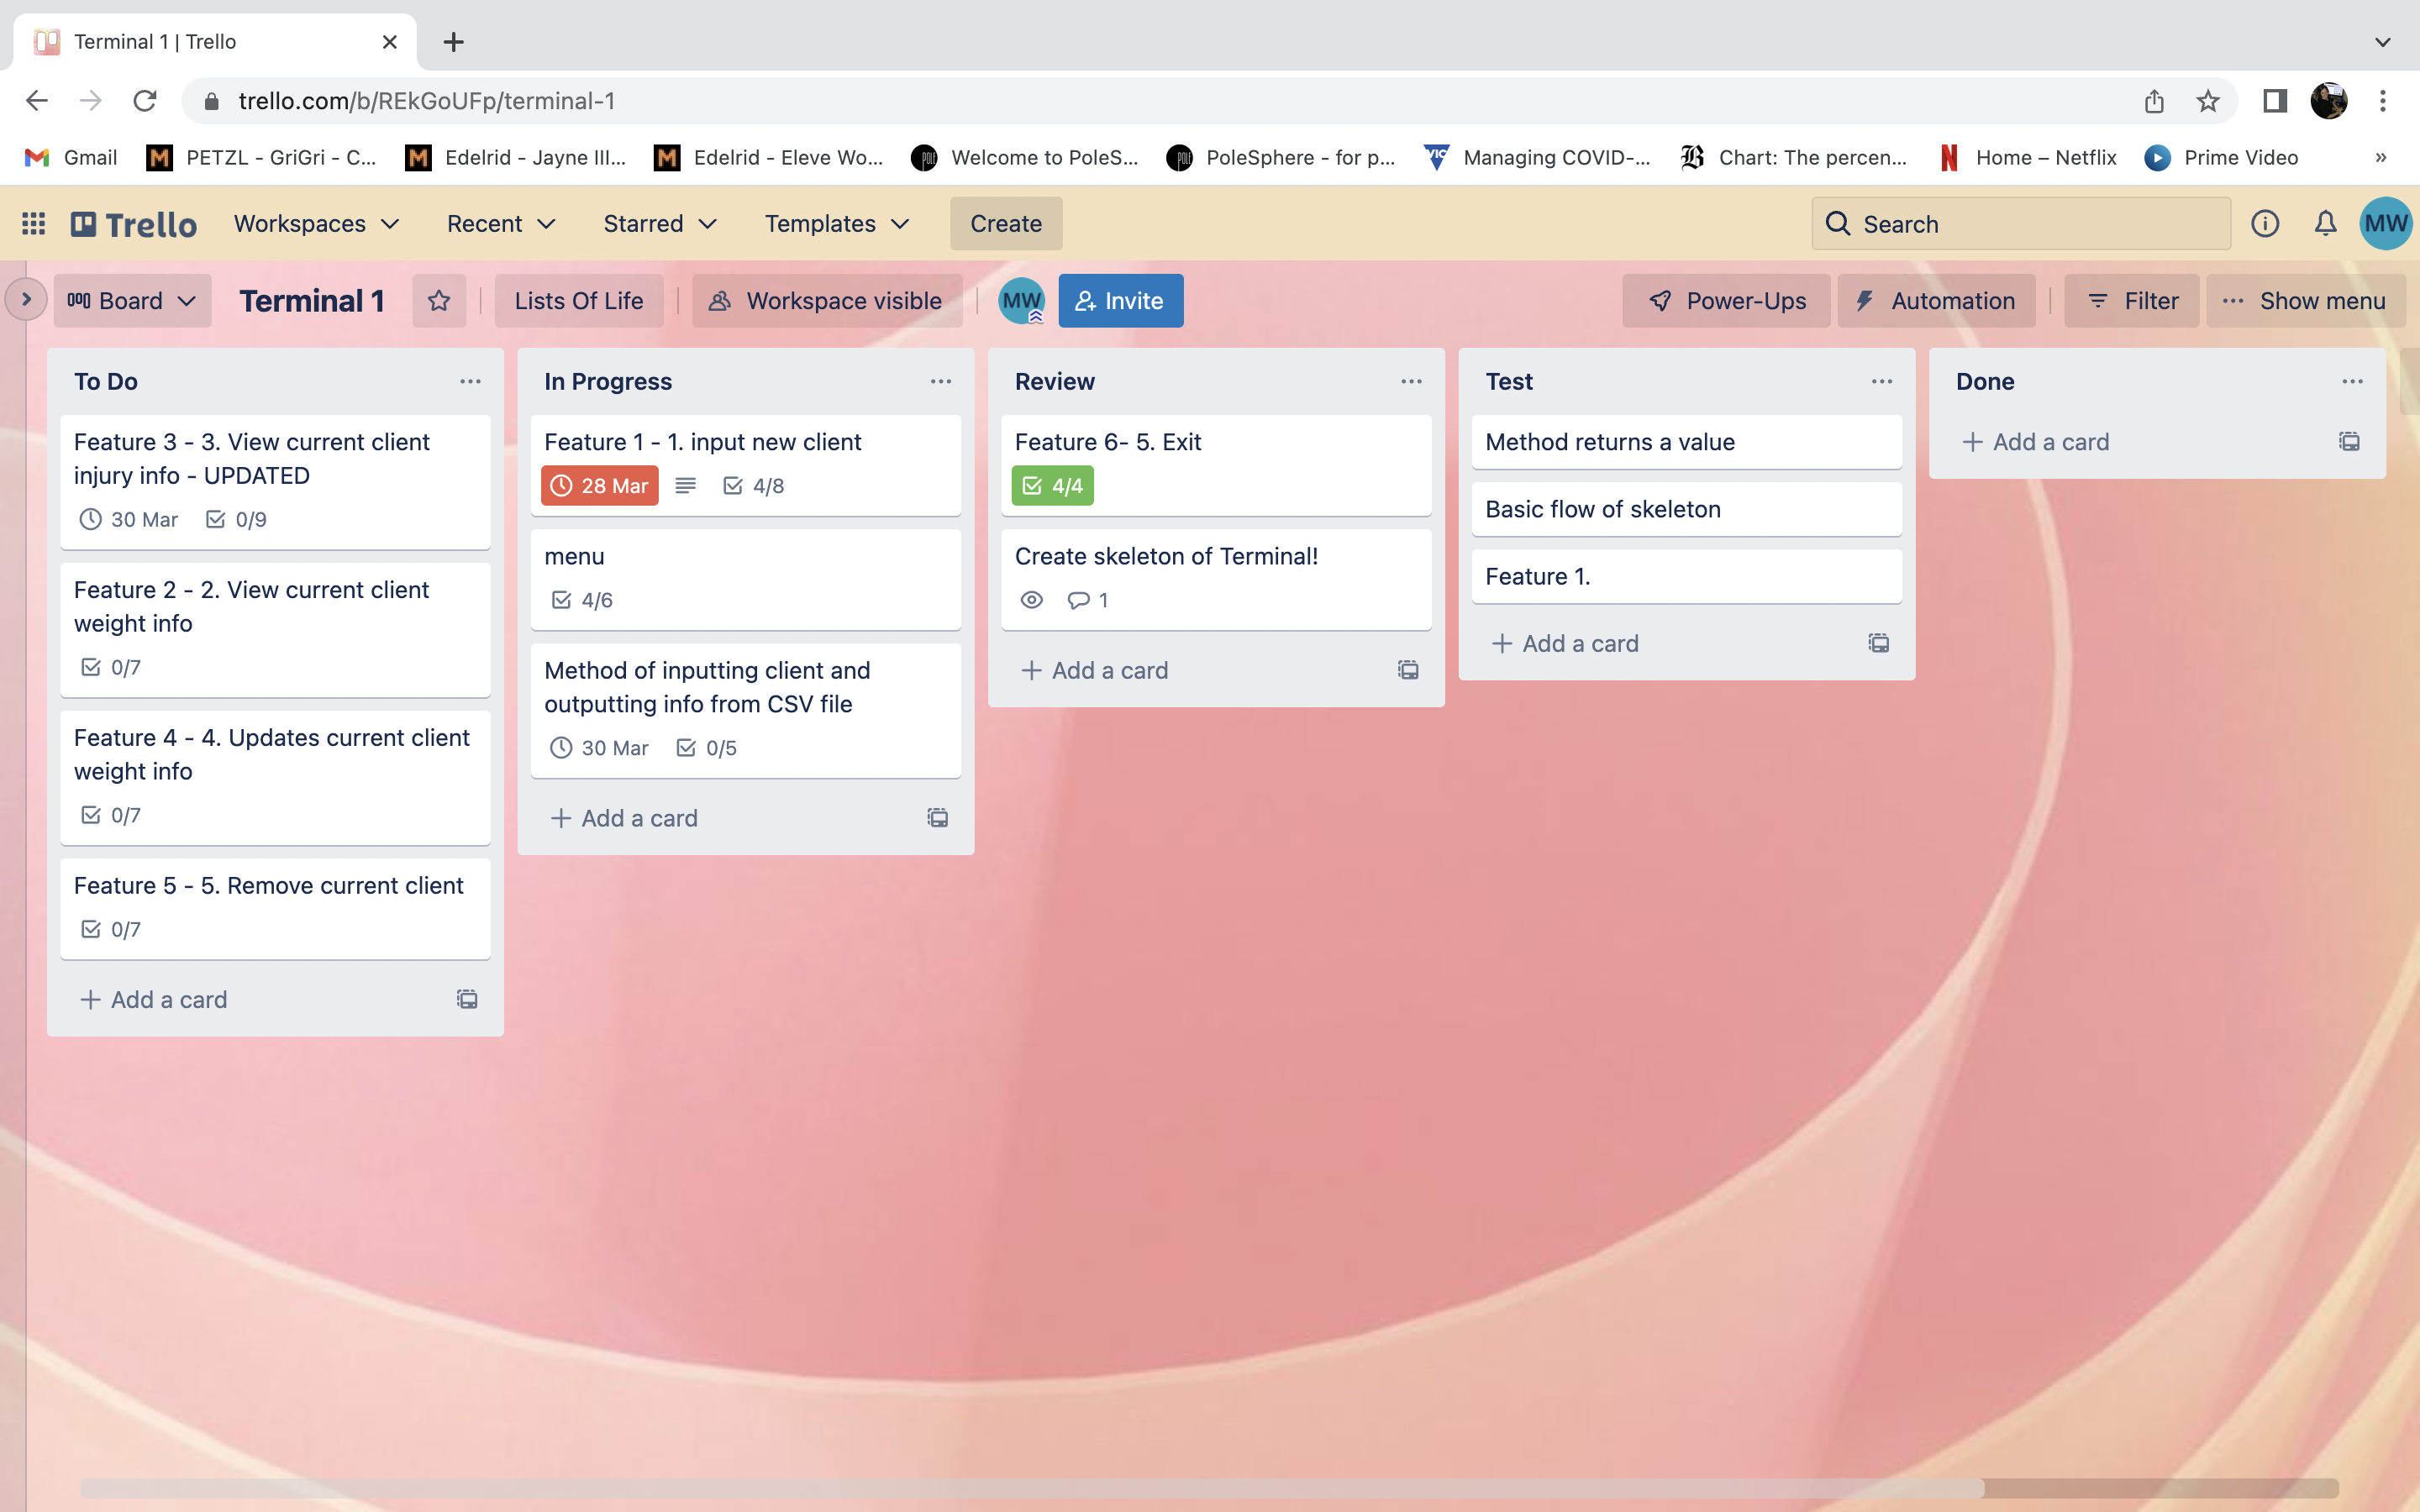 Terminal 1 | Trello
trello.com/b/REkGoUFp/terminal-1
Gmail
PETZL - GriGri - C...
Edelrid - Jayne III...
Edelrid - Eleve Wo...
Welcome to PoleS...
PoleSphere - for p...
Managing COVID-...
Chart: The percen...
Home – Netflix
Prime Video
»
Trello
Workspaces
Recent
Starred
Templates
Create
Search
MW
Board
Terminal 1
Lists Of Life
Workspace visible
MW
Invite
Power-Ups
Automation
Filter
Show menu
To Do
Feature 3 - 3. View current client
injury info - UPDATED
30 Mar
0/9
Feature 2 - 2. View current client
weight info
0/7
Feature 4 - 4. Updates current client
weight info
0/7
Feature 5 - 5. Remove current client
0/7
Add a card
In Progress
Feature 1 - 1. input new client
28 Mar
4/8
menu
4/6
Method of inputting client and
outputting info from CSV file
30 Mar
0/5
Add a card
Review
Feature 6- 5. Exit
4/4
Create skeleton of Terminal!
1
Add a card
Test
Method returns a value
Basic flow of skeleton
Feature 1.
Add a card
Done
Add a card